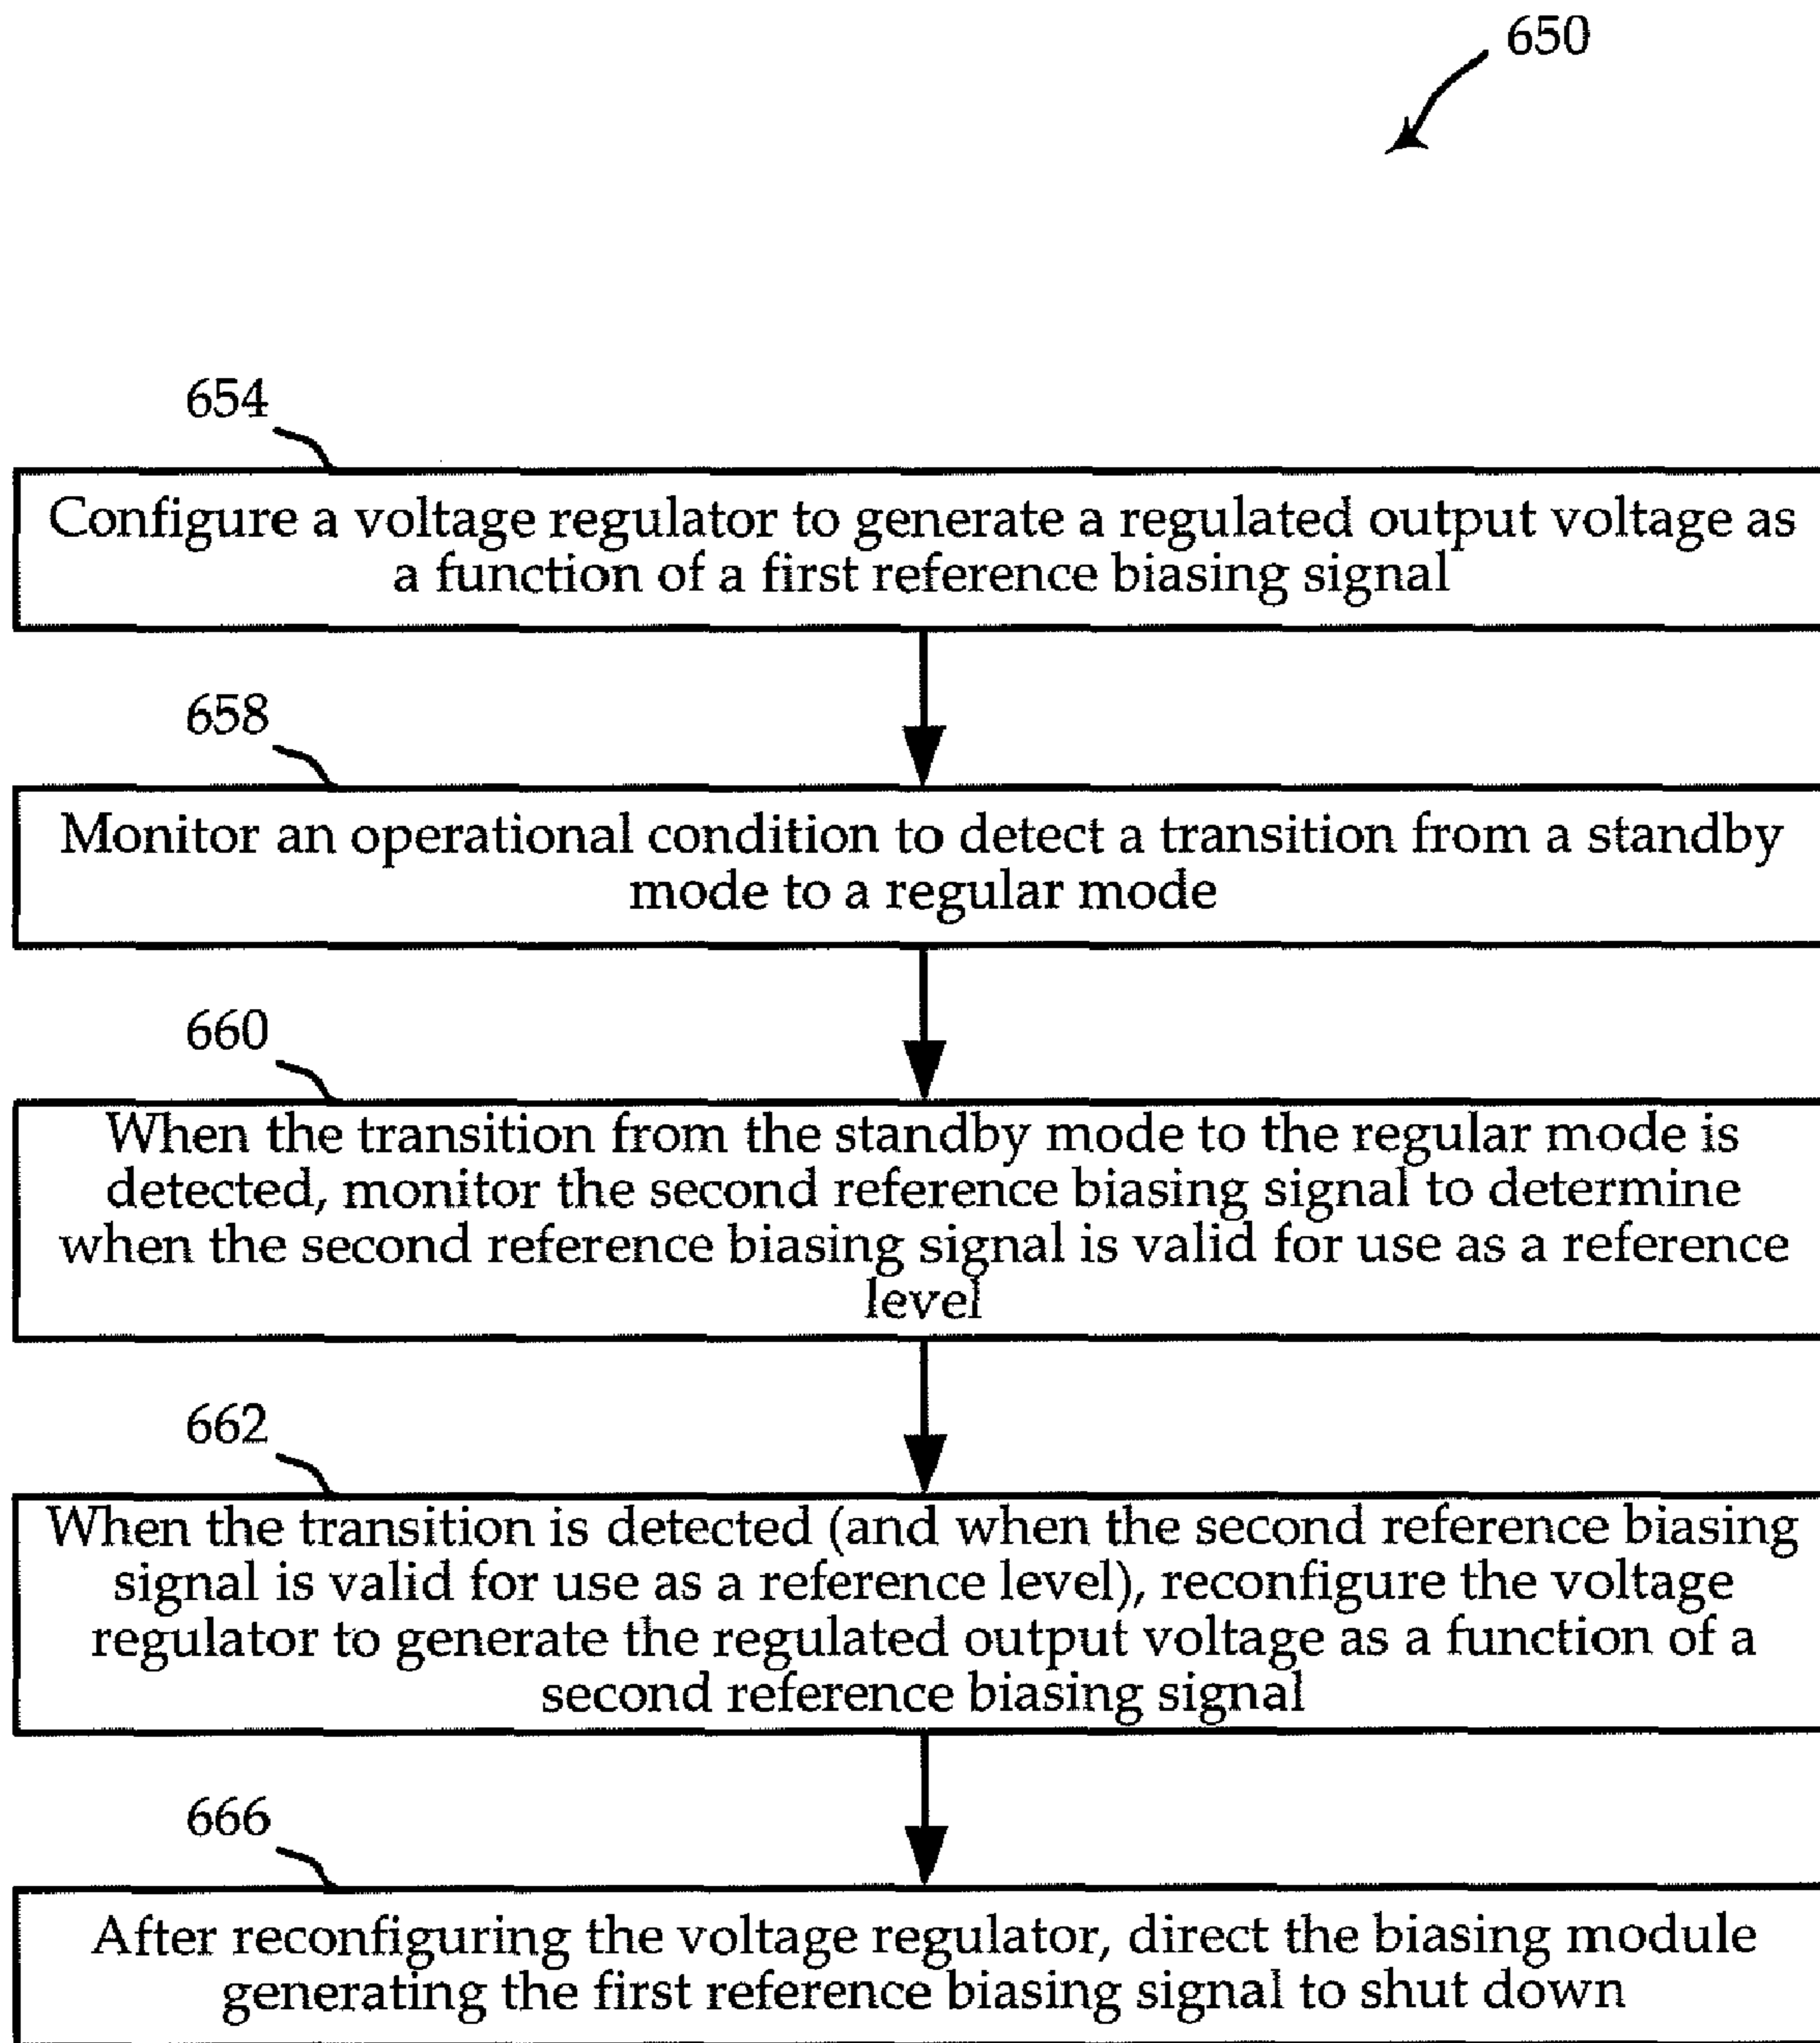 650
654
Configure a voltage regulator to generate a regulated output voltage as
a function of a first reference biasing signal
658
Monitor an operational condition to detect a transition from a standby
mode to a regular mode
660
When the transition from the standby mode to the regular mode is
detected, monitor the second reference biasing signal to determine
when the second reference biasing signal is valid for use as a reference
level
662
When the transition is detected (and when the second reference biasing
signal is valid for use as a reference level), reconfigure the voltage
regulator to generate the regulated output voltage as a function of a
second reference biasing signal
666
After reconfiguring the voltage regulator, direct the biasing module
generating the first reference biasing signal to shut down